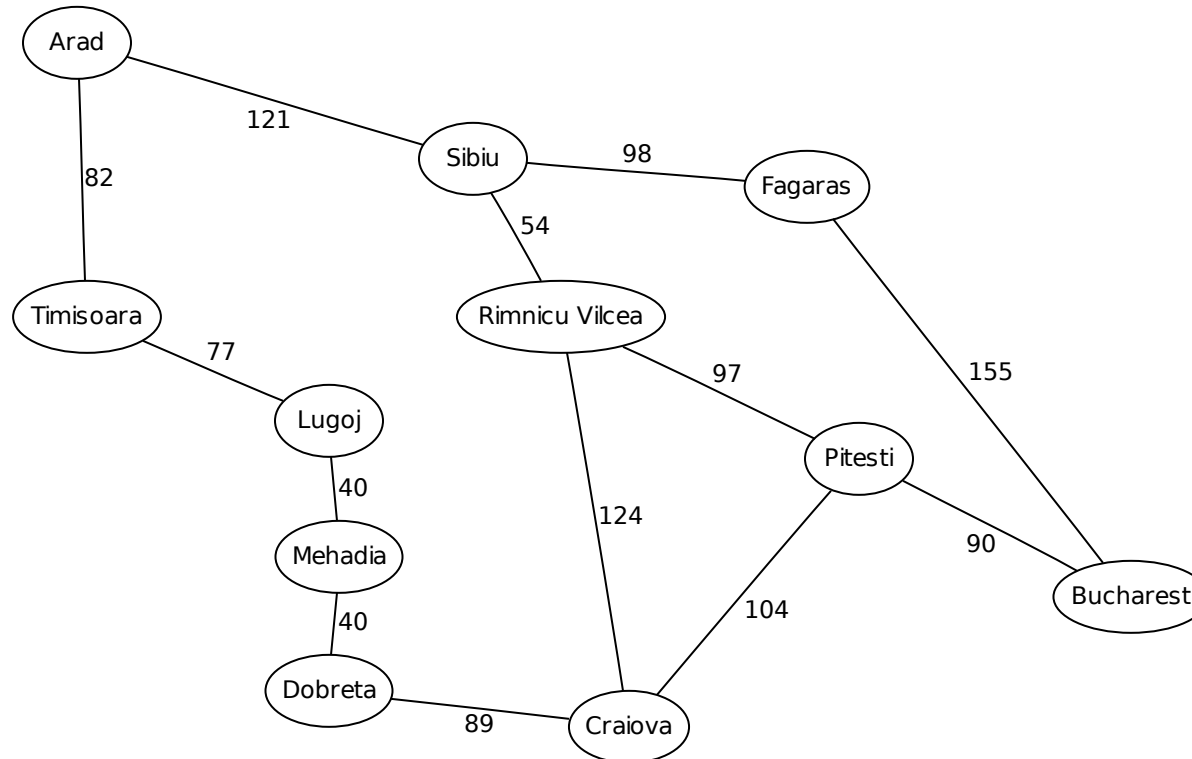 Arad
121
Sibiu
98
Fagaras
82
54
Timisoara
Rimnicu Vilcea
77
97
155
Lugoj
Pitesti
40
124
90
Mehadia
Bucharest
40
104
Dobreta
89
Craiova